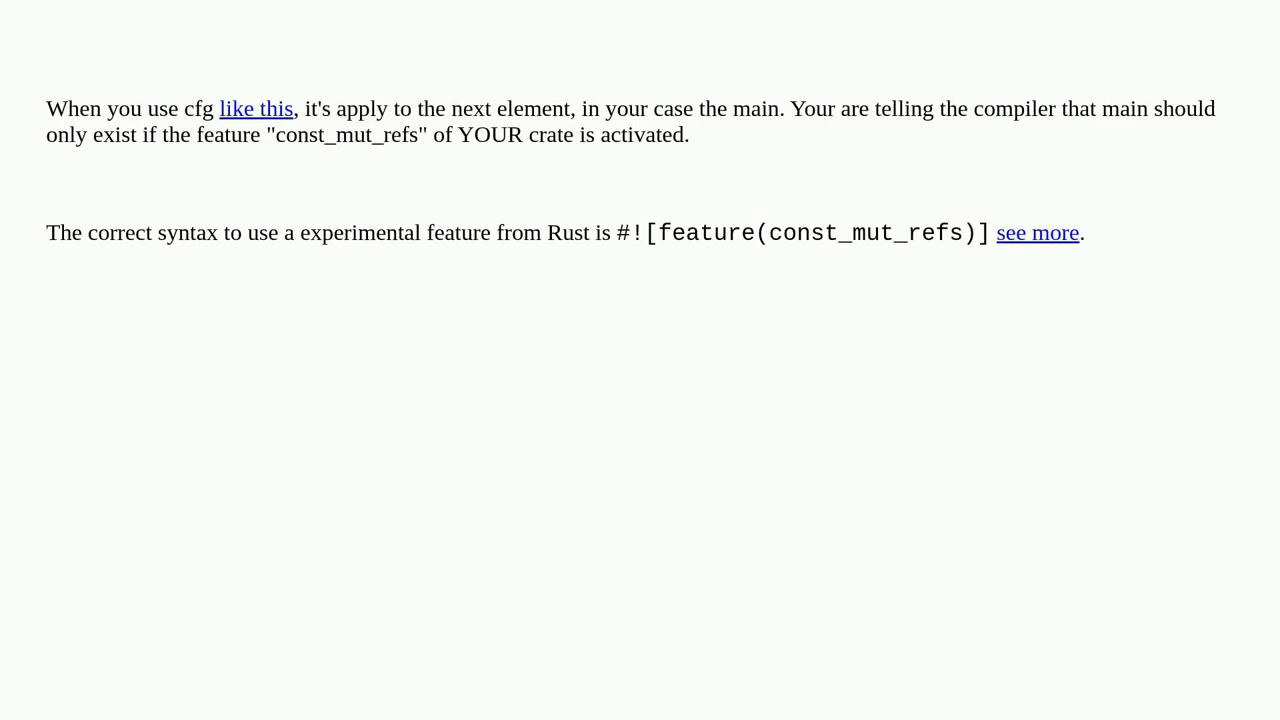 When you use cfg like this, it's apply to the next element, in your case the main. Your are telling the compiler that main should
only exist if the feature "const_mut_refs" of YOUR crate is activated.
The correct syntax to use a experimental feature from Rust is #![feature(const_mut_refs)] see more.